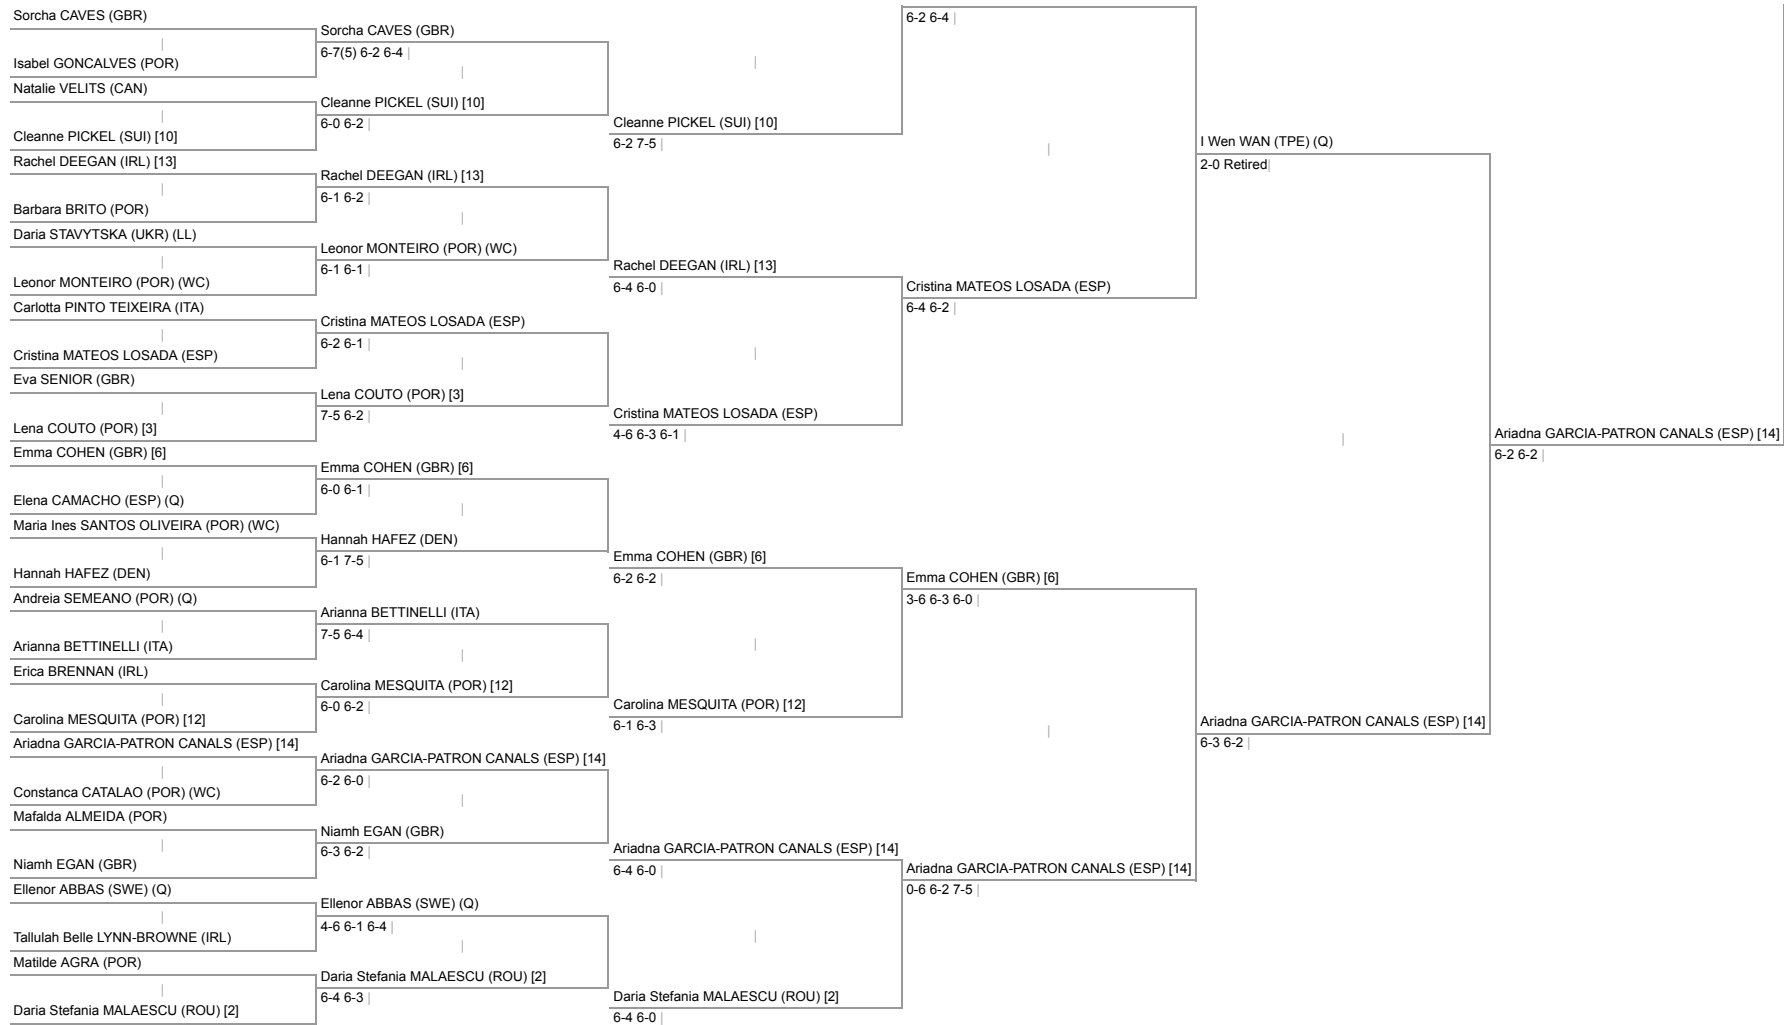 Sorcha CAVES (GBR)
Isabel GONCALVES (POR)
Natalie VELITS (CAN)
Cleanne PICKEL (SUI) [10]
Rachel DEEGAN (IRL) [13]
Barbara BRITO (POR)
Daria STAVYTSKA (UKR) (LL)
Leonor MONTEIRO (POR) (WC)
Carlotta PINTO TEIXEIRA (ITA)
Cristina MATEOS LOSADA (ESP)
Eva SENIOR (GBR)
Lena COUTO (POR) [3]
Emma COHEN (GBR) [6]
Elena CAMACHO (ESP) (Q)
Maria Ines SANTOS OLIVEIRA (POR) (WC)
Hannah HAFEZ (DEN)
Andreia SEMEANO (POR) (Q)
Arianna BETTINELLI (ITA)
Erica BRENNAN (IRL)
Carolina MESQUITA (POR) [12]
Ariadna GARCIA-PATRON CANALS (ESP) [14]
Constanca CATALAO (POR) (WC)
Mafalda ALMEIDA (POR)
Niamh EGAN (GBR)
Ellenor ABBAS (SWE) (Q)
Tallulah Belle LYNN-BROWNE (IRL)
Matilde AGRA (POR)
Daria Stefania MALAESCU (ROU) [2]
Sorcha CAVES (GBR)
6-7(5) 6-2 6-4
Cleanne PICKEL (SUI) [10]
6-0 6-2
Rachel DEEGAN (IRL) [13]
6-1 6-2
Leonor MONTEIRO (POR) (WC)
6-1 6-1
Cristina MATEOS LOSADA (ESP)
6-2 6-1
Lena COUTO (POR) [3]
7-5 6-2
Emma COHEN (GBR) [6]
6-0 6-1
Hannah HAFEZ (DEN)
6-1 7-5
Arianna BETTINELLI (ITA)
7-5 6-4
Carolina MESQUITA (POR) [12]
6-0 6-2
Ariadna GARCIA-PATRON CANALS (ESP) [14]
6-2 6-0
Niamh EGAN (GBR)
6-3 6-2
Ellenor ABBAS (SWE) (Q)
4-6 6-1 6-4
Daria Stefania MALAESCU (ROU) [2]
6-4 6-3
Cleanne PICKEL (SUI) [10]
6-2 7-5
Rachel DEEGAN (IRL) [13]
6-4 6-0
Cristina MATEOS LOSADA (ESP)
4-6 6-3 6-1
Emma COHEN (GBR) [6]
6-2 6-2
Carolina MESQUITA (POR) [12]
6-1 6-3
Ariadna GARCIA-PATRON CANALS (ESP) [14]
6-4 6-0
Daria Stefania MALAESCU (ROU) [2]
6-4 6-0
6-2 6-4
Cristina MATEOS LOSADA (ESP)
6-4 6-2
Emma COHEN (GBR) [6]
3-6 6-3 6-0
Ariadna GARCIA-PATRON CANALS (ESP) [14]
0-6 6-2 7-5
I Wen WAN (TPE) (Q)
2-0 Retired
Ariadna GARCIA-PATRON CANALS (ESP) [14]
6-3 6-2
Ariadna GARCIA-PATRON CANALS (ESP) [14]
6-2 6-2